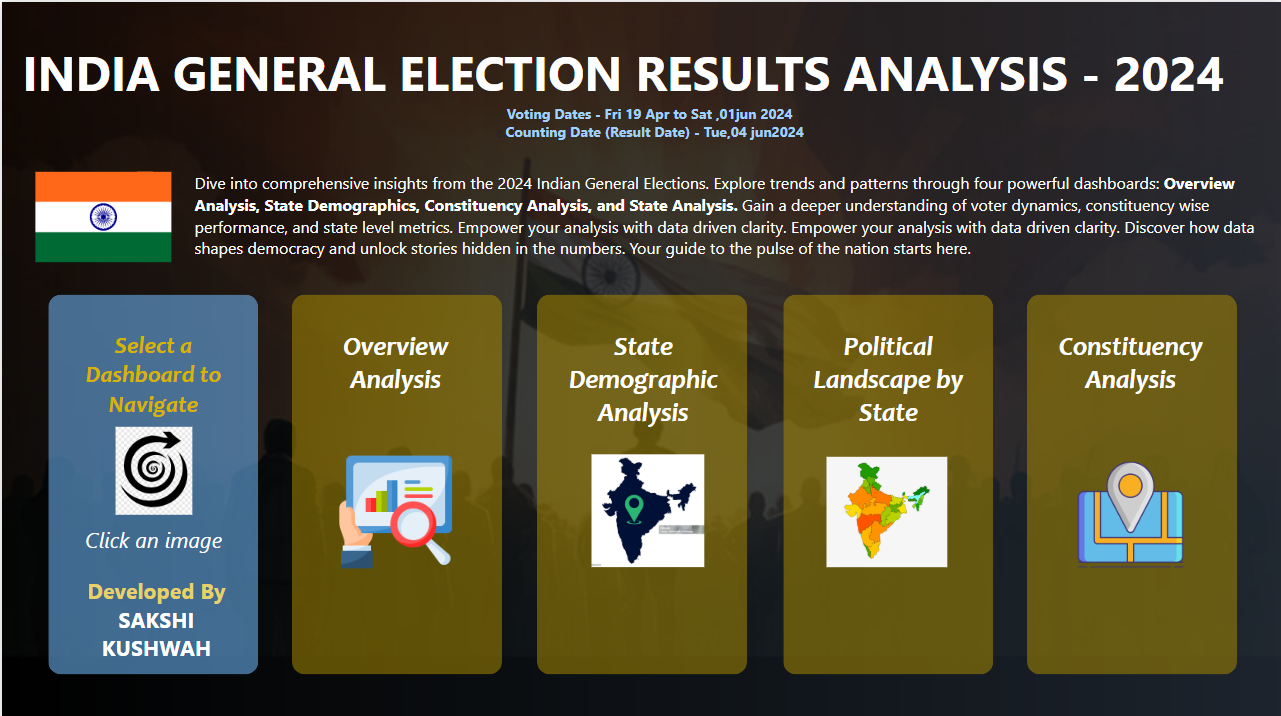 INDIA GENERAL ELECTION RESULTS ANALYSIS - 2024
Voting Dates - Fri 19 Apr to Sat ,01jun 2024
Counting Date (Result Date) - Tue,04 jun2024
Dive into comprehensive insights from the 2024 Indian General Elections. Explore trends and patterns through four powerful dashboards: Overview
Analysis, State Demographics, Constituency Analysis, and State Analysis. Gain a deeper understanding of voter dynamics, constituency wise
performance, and state level metrics. Empower your analysis with data driven clarity. Empower your analysis with data driven clarity. Discover how data
shapes democracy and unlock stories hidden in the numbers. Your guide to the pulse of the nation starts here.
Select a
Dashboard to
Navigate
Click an image
Developed By
SAKSHI
KUSHWAH
Overview
Analysis
State
Demographic
Analysis
Political
Landscape by
State
Constituency
Analysis